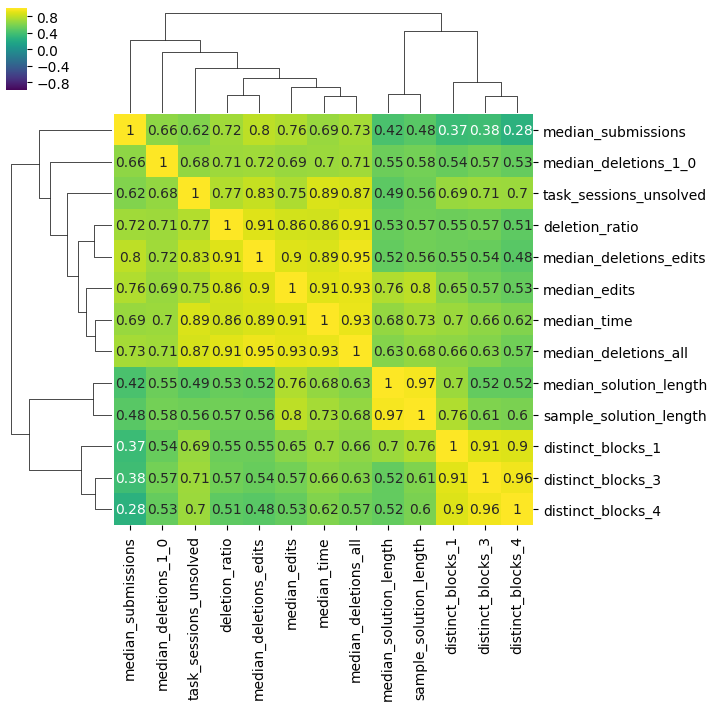 0.8
0.4
0.0
−0.4
−0.8
1 0.66 0.62 0.72 0.8 0.76 0.69 0.73 0.42 0.48 0.37 0.38 0.28 median_submissions
0.66 1 0.68 0.71 0.72 0.69 0.7 0.71 0.55 0.58 0.54 0.57 0.53 median_deletions_1_0
0.62 0.68 1 0.77 0.83 0.75 0.89 0.87 0.49 0.56 0.69 0.71 0.7 task_sessions_unsolved
0.72 0.71 0.77 1 0.91 0.86 0.86 0.91 0.53 0.57 0.55 0.57 0.51 deletion_ratio
0.8 0.72 0.83 0.91 1 0.9 0.89 0.95 0.52 0.56 0.55 0.54 0.48 median_deletions_edits
0.76 0.69 0.75 0.86 0.9 1 0.91 0.93 0.76 0.8 0.65 0.57 0.53 median_edits
0.69 0.7 0.89 0.86 0.89 0.91 1 0.93 0.68 0.73 0.7 0.66 0.62 median_time
0.73 0.71 0.87 0.91 0.95 0.93 0.93 1 0.63 0.68 0.66 0.63 0.57 median_deletions_all
0.42 0.55 0.49 0.53 0.52 0.76 0.68 0.63 1 0.97 0.7 0.52 0.52 median_solution_length
0.48 0.58 0.56 0.57 0.56 0.8 0.73 0.68 0.97 1 0.76 0.61 0.6 sample_solution_length
0.37 0.54 0.69 0.55 0.55 0.65 0.7 0.66 0.7 0.76 1 0.91 0.9 distinct_blocks_1
0.38 0.57 0.71 0.57 0.54 0.57 0.66 0.63 0.52 0.61 0.91 1 0.96 distinct_blocks_3
0.28 0.53 0.7 0.51 0.48 0.53 0.62 0.57 0.52 0.6 0.9 0.96 1 distinct_blocks_4
median_submissions
median_deletions_1_0
task_sessions_unsolved
deletion_ratio
median_deletions_edits
median_edits
median_time
median_deletions_all
median_solution_length
sample_solution_length
distinct_blocks_1
distinct_blocks_3
distinct_blocks_4